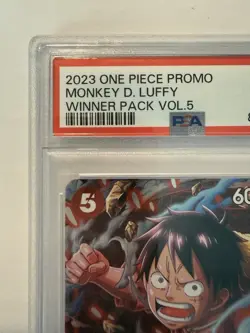 2023 ONE PIECE PROMO
MONKEY D. LUFFY
WINNER PACK VOL.5
PSA
5
60